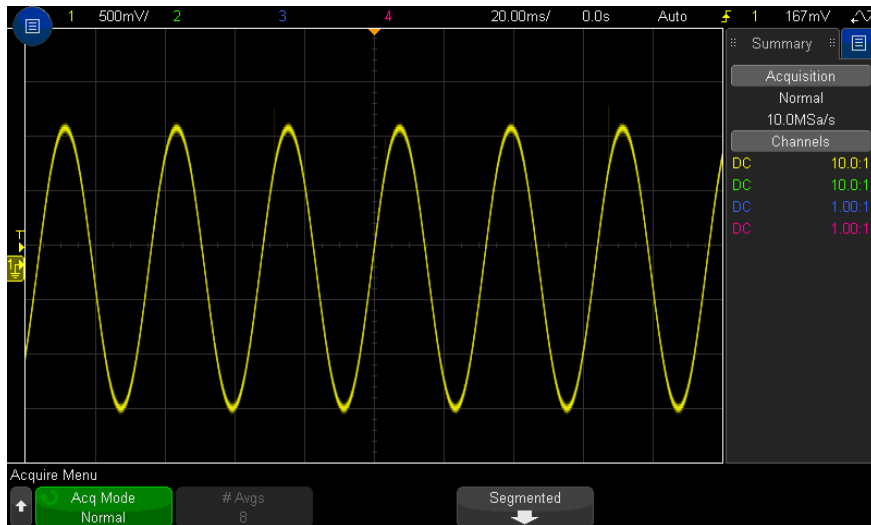 1 500mV/ 2 3 4 20.00ms/ 0.0s Auto 1 167mV
Summary
Acquisition
Normal
10.0MSa/s
Channels
DC 10.0:1
DC 10.0:1
DC 1.00:1
DC 1.00:1
T
1
Acquire Menu
Acq Mode
Normal
# Avgs
8
Segmented